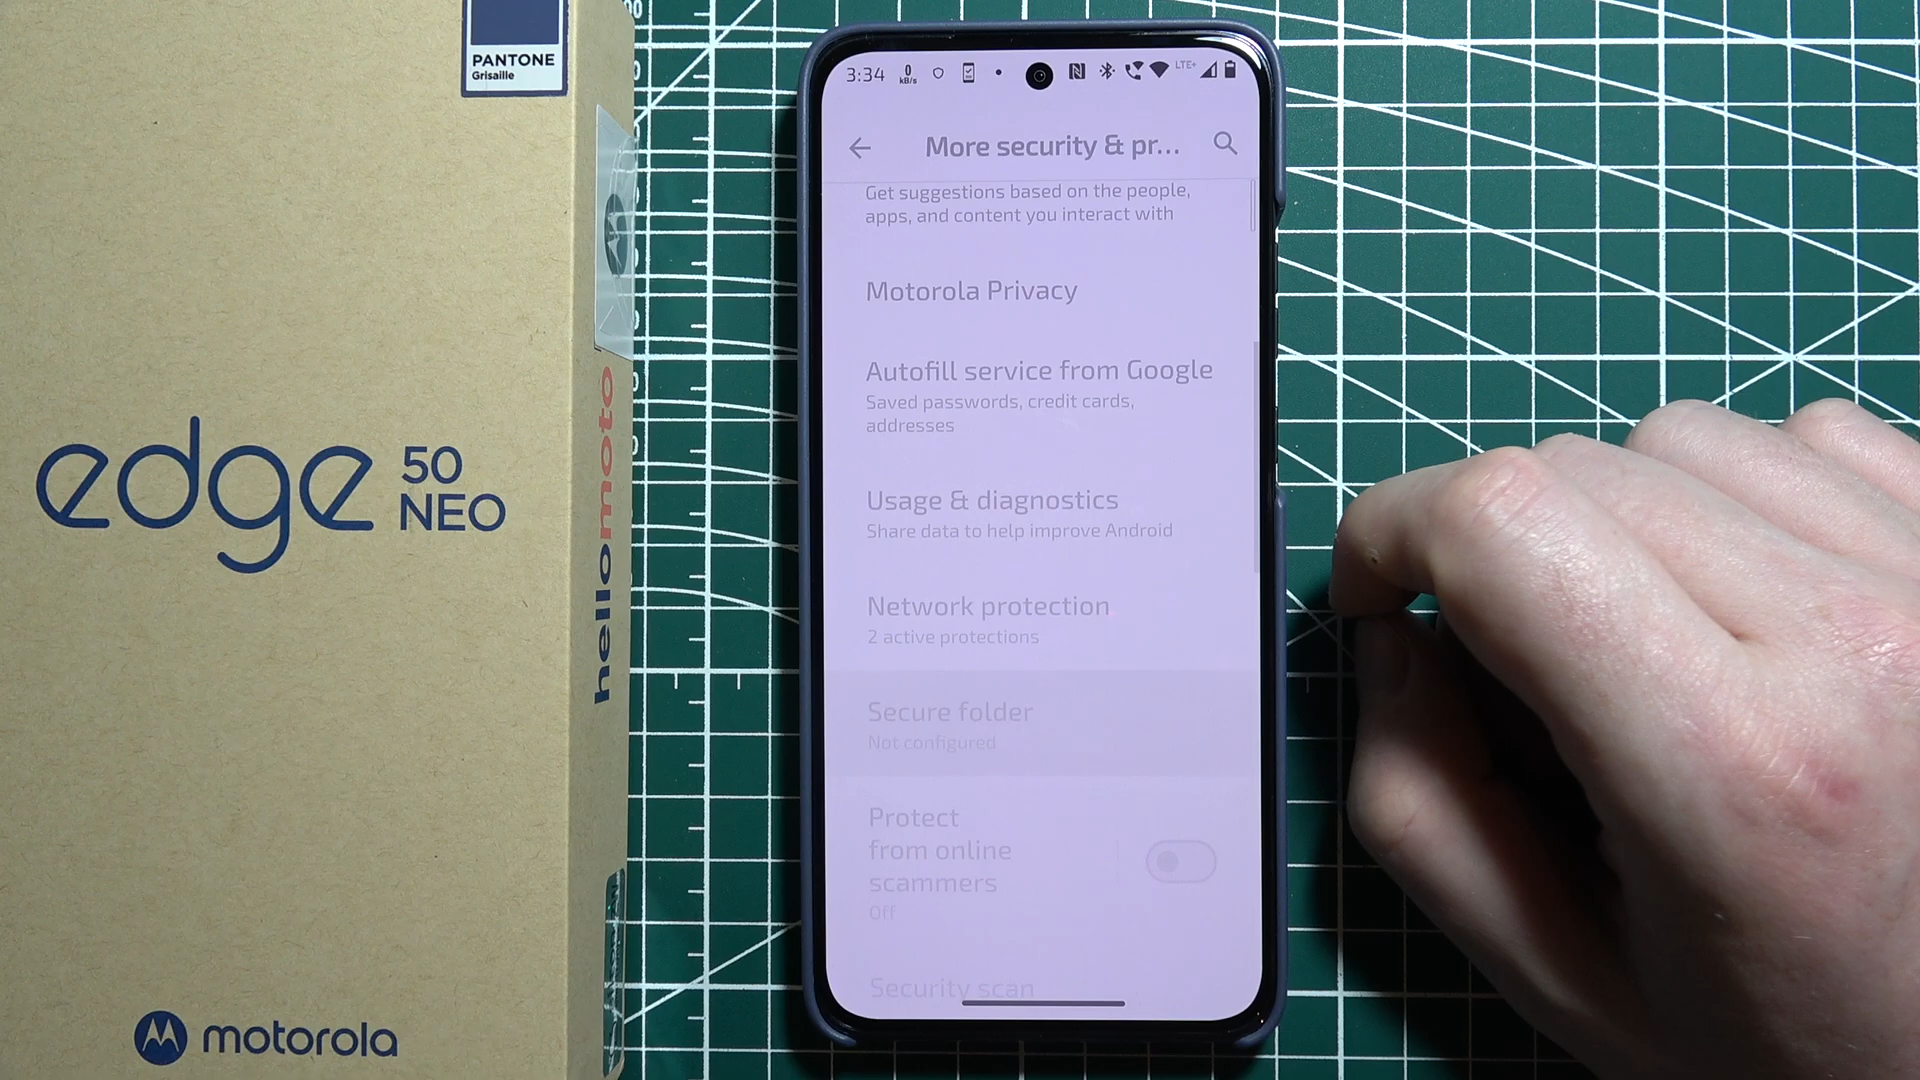 PANTONE
Grisaille
edge 50
NEO
motorola
hellomoto
3:34
0
kB/s
LTE+
More security & pr...
Get suggestions based on the people,
apps, and content you interact with
Motorola Privacy
Autofill service from Google
Saved passwords, credit cards,
addresses
Usage & diagnostics
Share data to help improve Android
Network protection
2 active protections
Secure folder
Not configured
Protect
from online
scammers
Off
Security scan